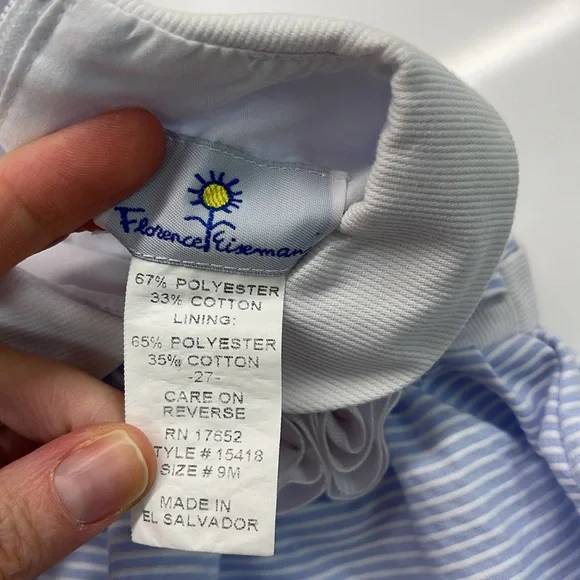 Florence Eiseman
67% POLYESTER
33% COTTON
LINING:
65% POLYESTER
35% COTTON
-27-
CARE ON
REVERSE
RN 17652
STYLE # 15418
SIZE # 9M
MADE IN
EL SALVADOR